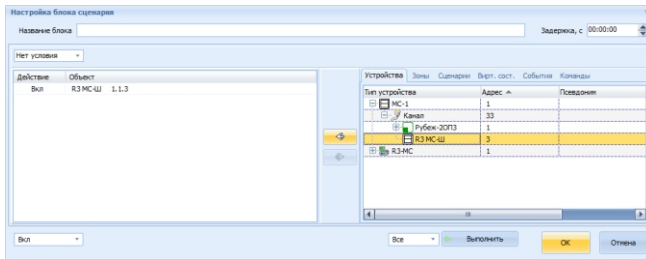 Настройка блока сценария
Название блока
Задержка, с 00:00:00
Нет условия
Действие Объект
Вкл R3 МС-Ш 1.1.3
Устройства Зоны Сценарии Вирт. сост. События Команды
Тип устройства Адрес Псевдоним
МС-1 1
Канал 33
Рубеж-2ОП3 1
R3 МС-Ш 3
R3-МС 1
Вкл
Все Выполнить
ОК Отмена